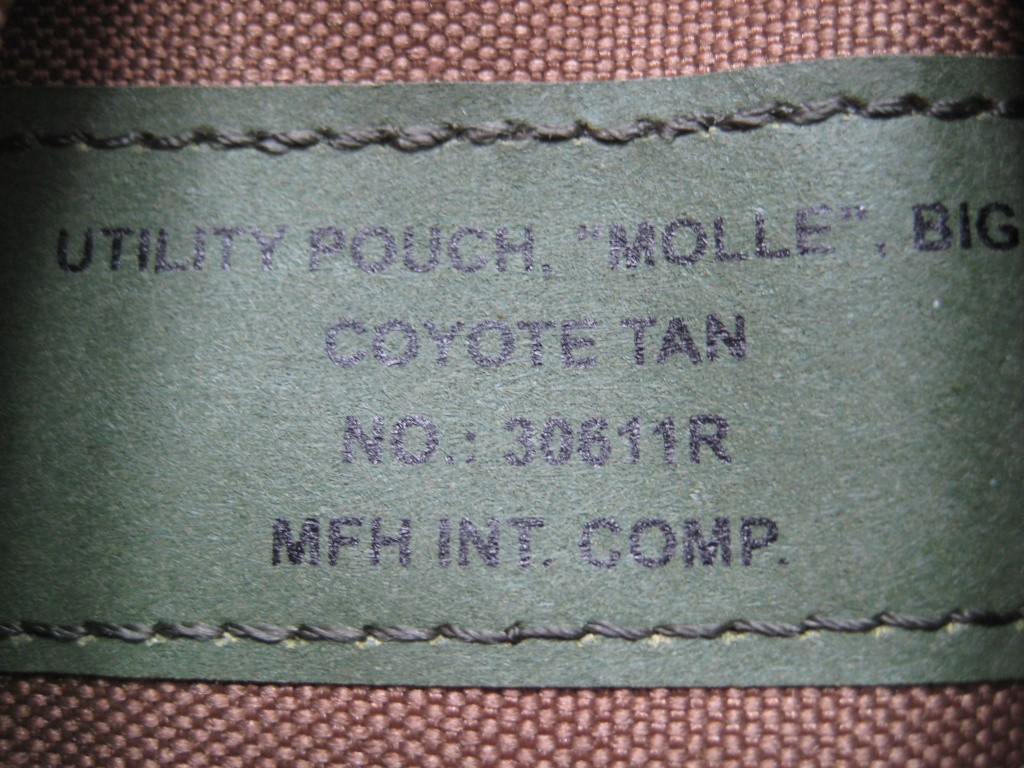 UTILITY POUCH, "MOLLE", BIG
COYOTE TAN
NO.: 30611R
MFH INT. COMP.